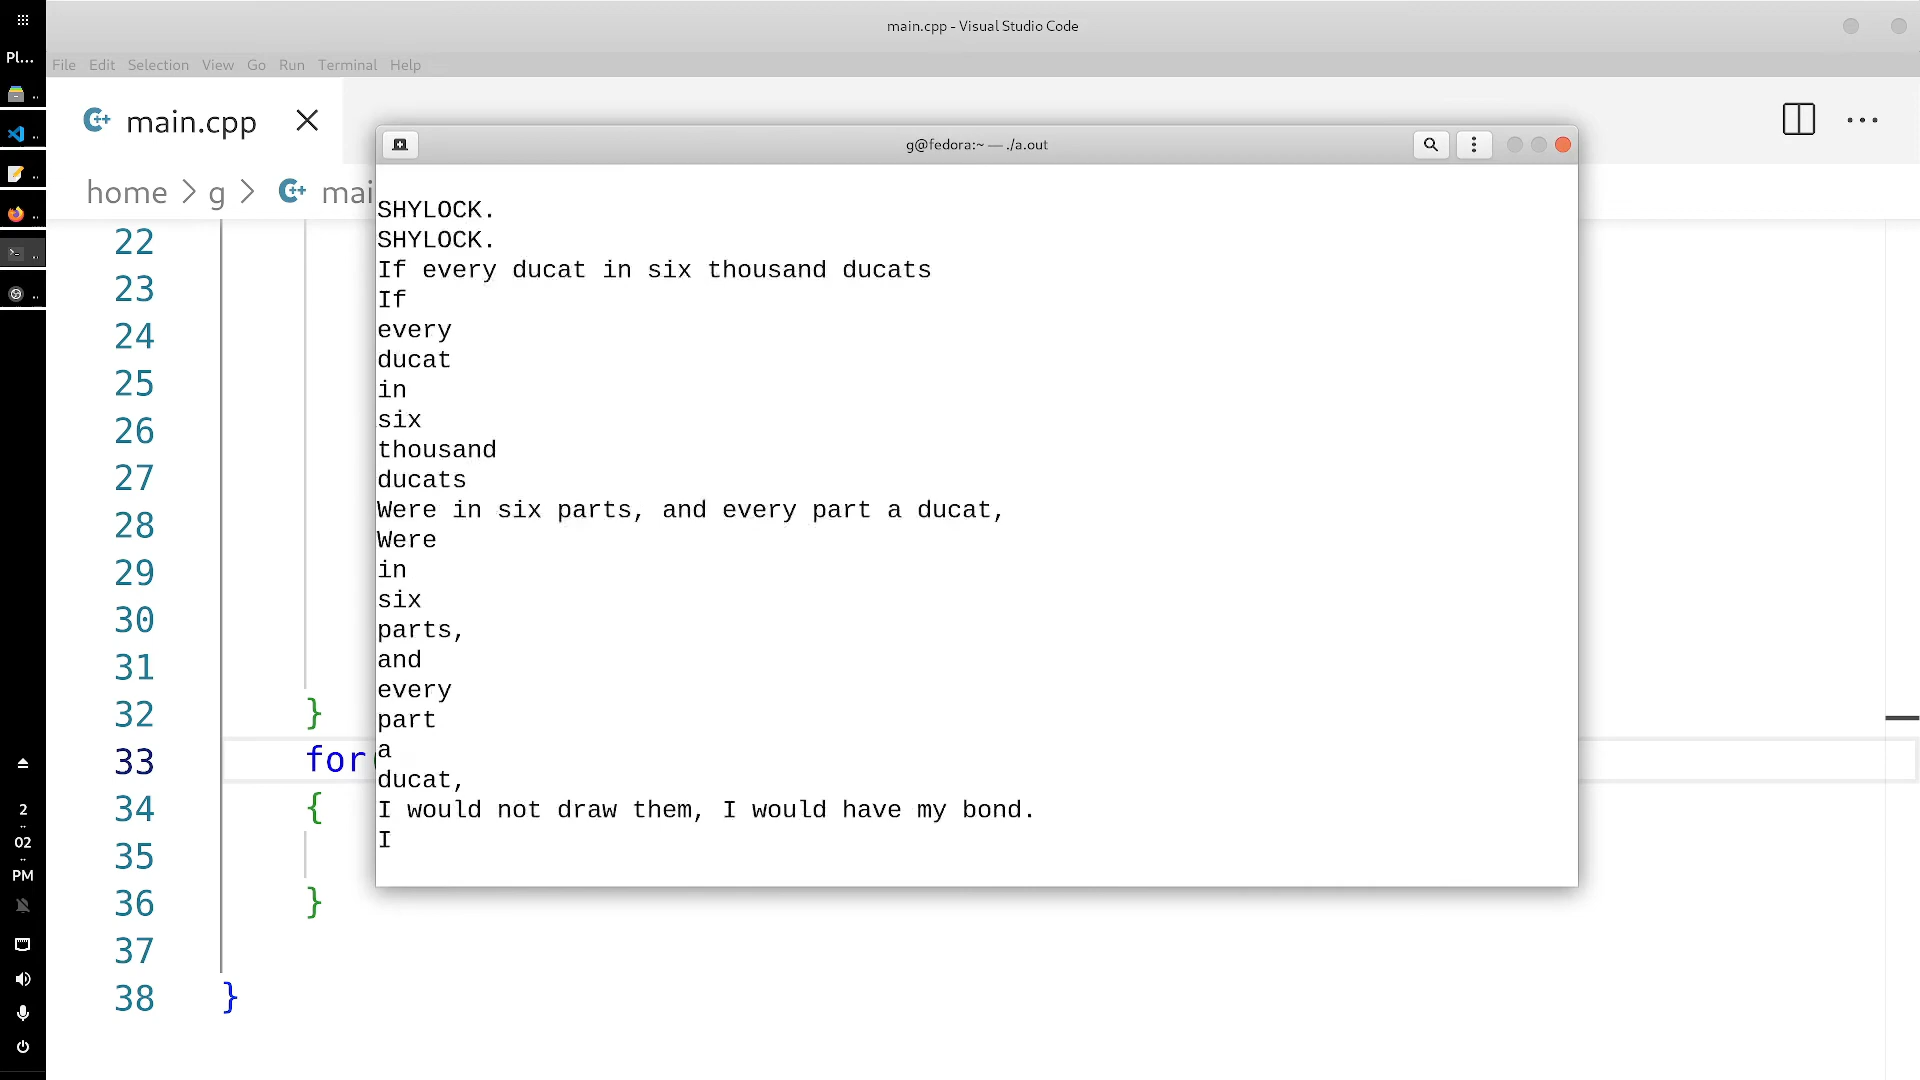 main.cpp - Visual Studio Code
Pl...
File Edit Selection View Go Run Terminal Help
main.cpp
home > g > mai
g@fedora:~ — ./a.out
SHYLOCK.
SHYLOCK.
If every ducat in six thousand ducats
If
every
ducat
in
six
thousand
ducats
Were in six parts, and every part a ducat,
Were
in
six
parts,
and
every
part
a
ducat,
I would not draw them, I would have my bond.
I
22
23
24
25
26
27
28
29
30
31
32 }
33 for(
34 {
35
36 }
37
38 }
2
..
02
..
PM